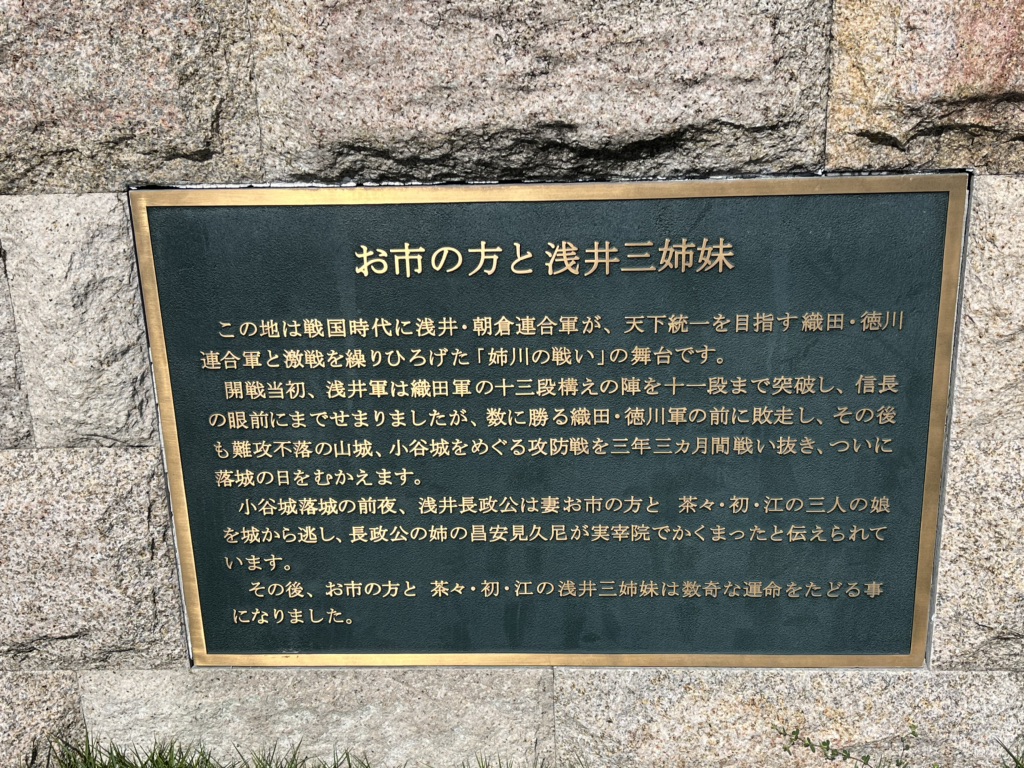 お市の方と浅井三姉妹
この地は戦国時代に浅井・朝倉連合軍が、天下統一を目指す織田・徳川
連合軍と激戦を繰りひろげた「姉川の戦い」の舞台です。
開戦当初、浅井軍は織田軍の十三段構えの陣を十一段まで突破し、信長
の眼前にまでせまりましたが、数に勝る織田・徳川軍の前に敗走し、その後
も難攻不落の山城、小谷城をめぐる攻防戦を三年三カ月間戦い抜き、ついに
落城の日をむかえます。
小谷城落城の前夜、浅井長政公は妻お市の方と 茶々・初・江の三人の娘
を城から逃し、長政公の姉の昌安見久尼が実宰院でかくまったと伝えられて
います。
その後、お市の方と 茶々・初・江の浅井三姉妹は数奇な運命をたどる事
になりました。